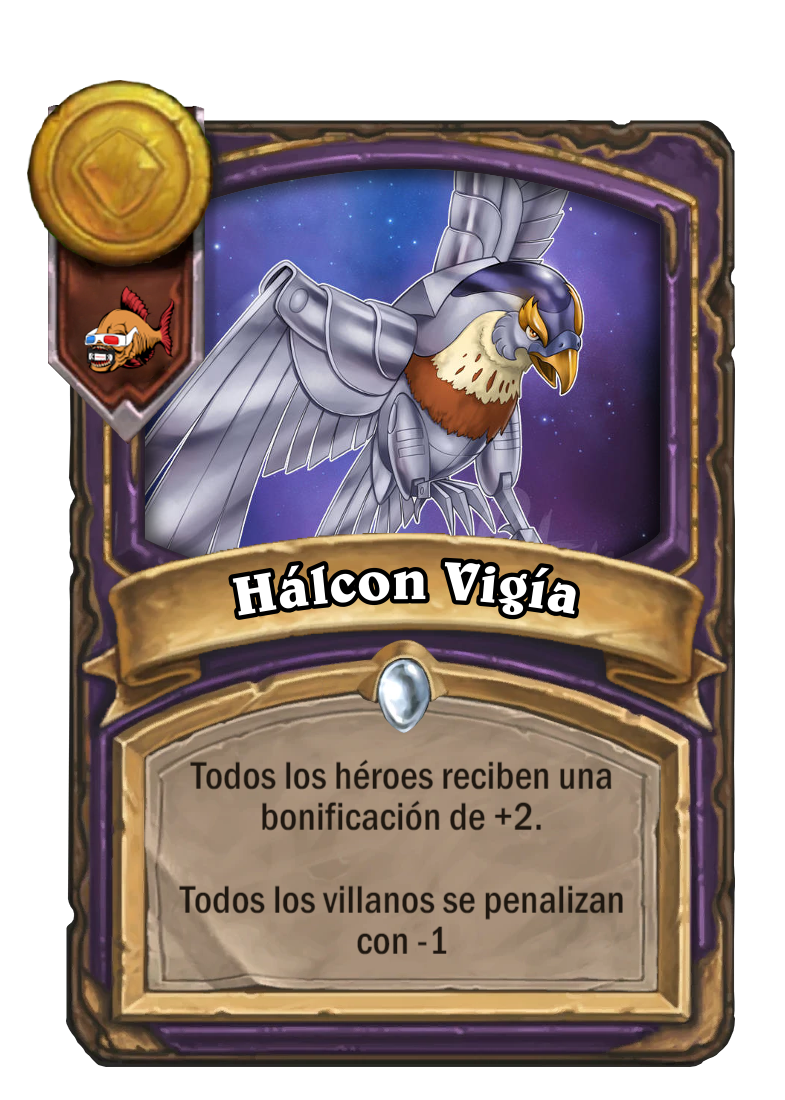 Hálcon Vigía
Todos los héroes reciben una
bonificación de +2.
Todos los villanos se penalizan
con -1